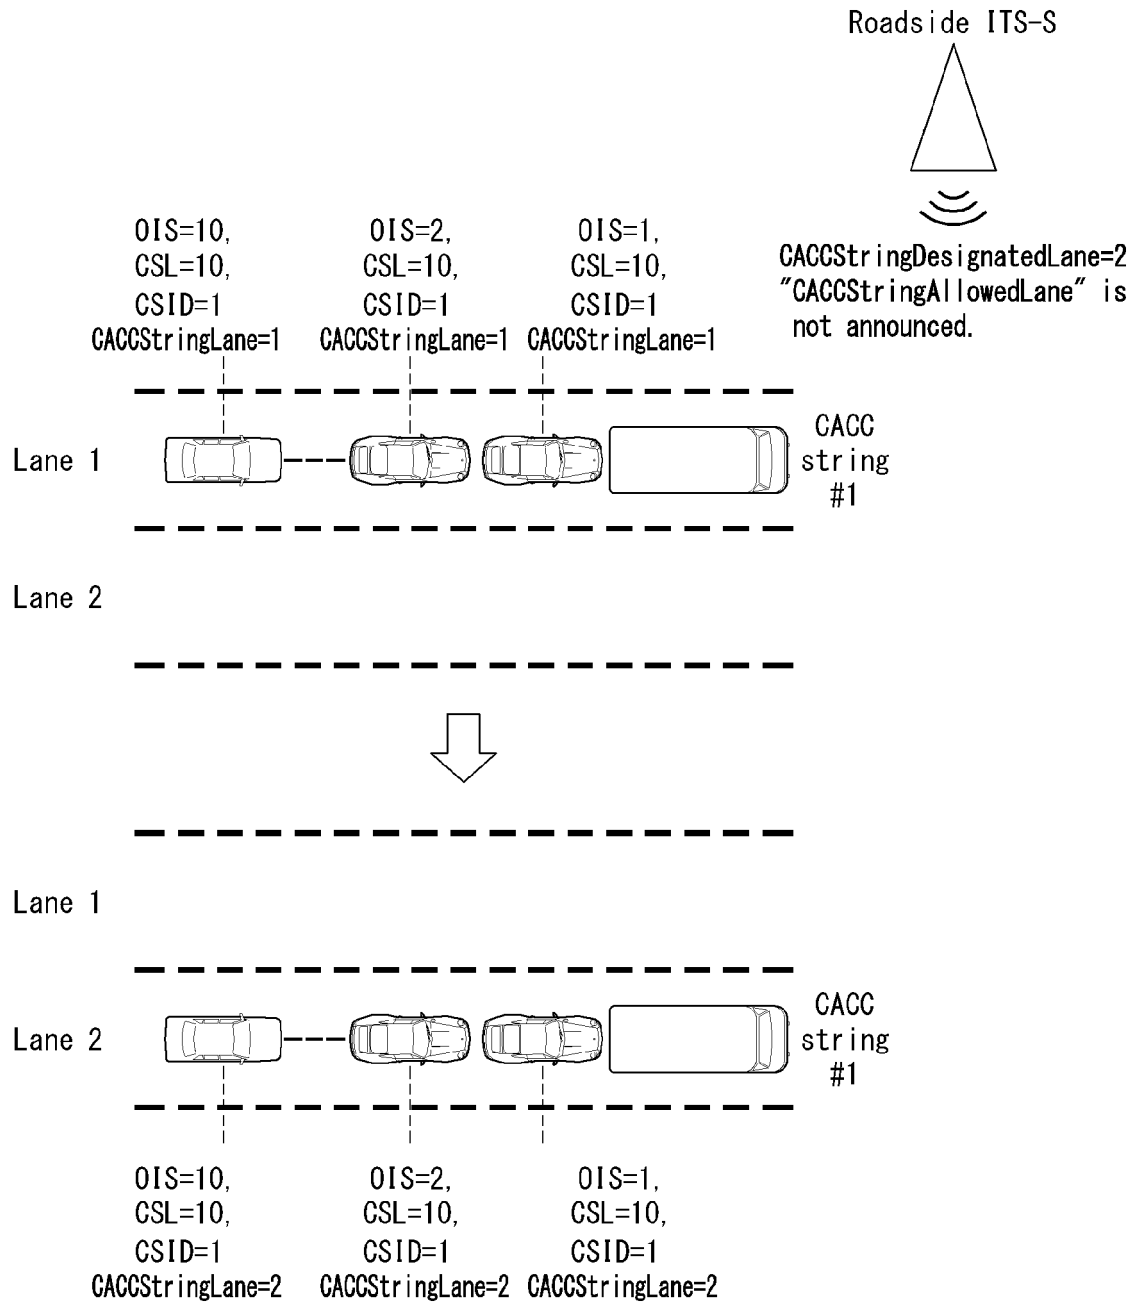 Roadside ITS-S
OIS=10,
CSL=10,
CSID=1
CACCStringLane=1
OIS=2,
CSL=10,
CSID=1
CACCStringLane=1
OIS=1,
CSL=10,
CSID=1
CACCStringLane=1
CACCStringDesignatedLane=2
"CACCStringAllowedLane" is
not announced.
Lane 1
CACC
string
#1
Lane 2
Lane 1
Lane 2
CACC
string
#1
OIS=10,
CSL=10,
CSID=1
CACCStringLane=2
OIS=2,
CSL=10,
CSID=1
CACCStringLane=2
OIS=1,
CSL=10,
CSID=1
CACCStringLane=2